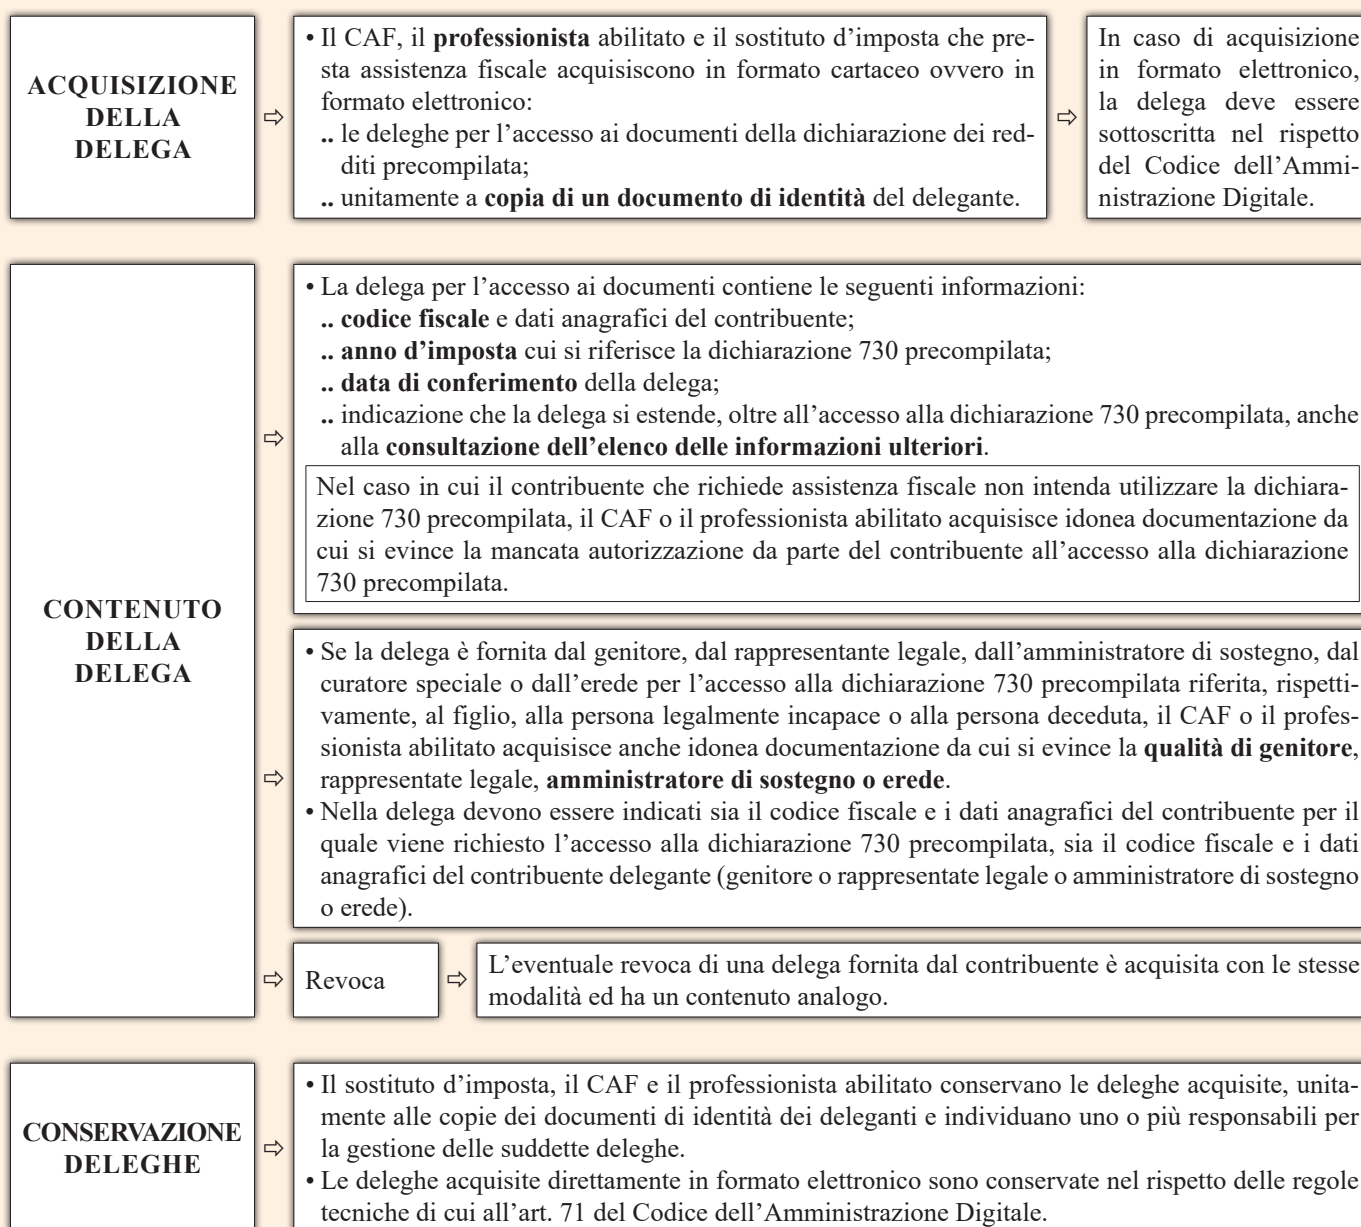 ACQUISIZIONE
DELLA
DELEGA
⇨
• Il CAF, il professionista abilitato e il sostituto d’imposta che pre-
sta assistenza fiscale acquisiscono in formato cartaceo ovvero in
formato elettronico:
.. le deleghe per l’accesso ai documenti della dichiarazione dei red-
diti precompilata;
.. unitamente a copia di un documento di identità del delegante.
⇨
In caso di acquisizione
in formato elettronico,
la delega deve essere
sottoscritta nel rispetto
del Codice dell’Ammi-
nistrazione Digitale.
CONTENUTO
DELLA
DELEGA
⇨
• La delega per l’accesso ai documenti contiene le seguenti informazioni:
.. codice fiscale e dati anagrafici del contribuente;
.. anno d’imposta cui si riferisce la dichiarazione 730 precompilata;
.. data di conferimento della delega;
.. indicazione che la delega si estende, oltre all’accesso alla dichiarazione 730 precompilata, anche
alla consultazione dell’elenco delle informazioni ulteriori.
Nel caso in cui il contribuente che richiede assistenza fiscale non intenda utilizzare la dichiara-
zione 730 precompilata, il CAF o il professionista abilitato acquisisce idonea documentazione da
cui si evince la mancata autorizzazione da parte del contribuente all’accesso alla dichiarazione
730 precompilata.
⇨
• Se la delega è fornita dal genitore, dal rappresentante legale, dall’amministratore di sostegno, dal
curatore speciale o dall’erede per l’accesso alla dichiarazione 730 precompilata riferita, rispetti-
vamente, al figlio, alla persona legalmente incapace o alla persona deceduta, il CAF o il profes-
sionista abilitato acquisisce anche idonea documentazione da cui si evince la qualità di genitore,
rappresentate legale, amministratore di sostegno o erede.
• Nella delega devono essere indicati sia il codice fiscale e i dati anagrafici del contribuente per il
quale viene richiesto l’accesso alla dichiarazione 730 precompilata, sia il codice fiscale e i dati
anagrafici del contribuente delegante (genitore o rappresentate legale o amministratore di sostegno
o erede).
⇨
Revoca
⇨
L’eventuale revoca di una delega fornita dal contribuente è acquisita con le stesse
modalità ed ha un contenuto analogo.
CONSERVAZIONE
DELEGHE
⇨
• Il sostituto d’imposta, il CAF e il professionista abilitato conservano le deleghe acquisite, unita-
mente alle copie dei documenti di identità dei deleganti e individuano uno o più responsabili per
la gestione delle suddette deleghe.
• Le deleghe acquisite direttamente in formato elettronico sono conservate nel rispetto delle regole
tecniche di cui all’art. 71 del Codice dell’Amministrazione Digitale.